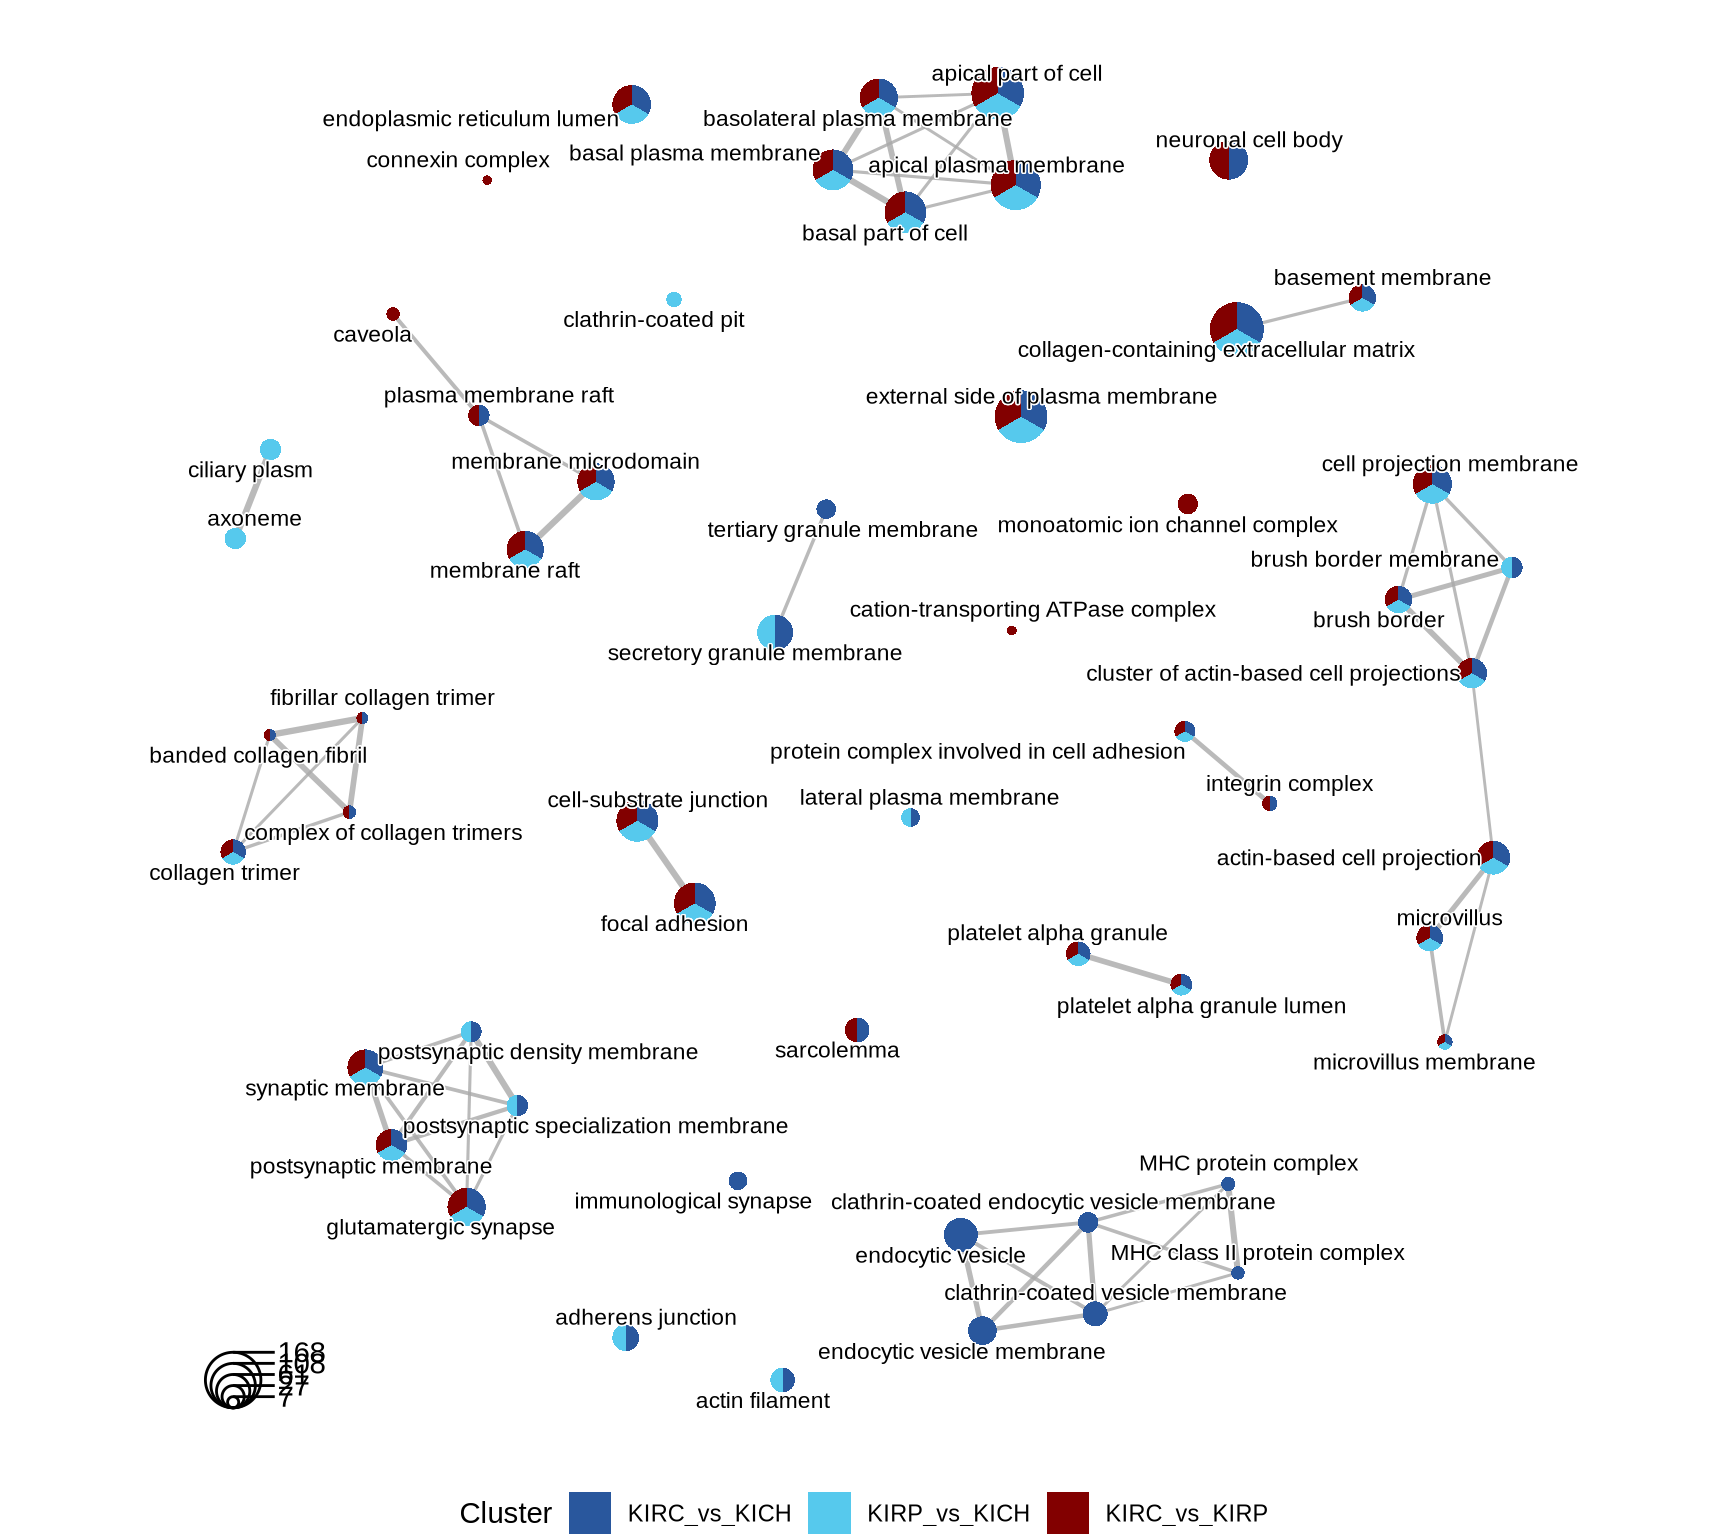 apical part of cell
endoplasmic reticulum lumen
basolateral plasma membrane
neuronal cell body
connexin complex
basal plasma membrane
apical plasma membrane
basal part of cell
basement membrane
clathrin-coated pit
caveola
collagen-containing extracellular matrix
plasma membrane raft
external side of plasma membrane
ciliary plasm
membrane microdomain
cell projection membrane
axoneme
tertiary granule membrane
monoatomic ion channel complex
brush border membrane
membrane raft
cation-transporting ATPase complex
brush border
secretory granule membrane
cluster of actin-based cell projections
fibrillar collagen trimer
banded collagen fibril
protein complex involved in cell adhesion
integrin complex
cell-substrate junction
lateral plasma membrane
complex of collagen trimers
collagen trimer
actin-based cell projection
focal adhesion
microvillus
platelet alpha granule
platelet alpha granule lumen
postsynaptic density membrane
sarcolemma
microvillus membrane
synaptic membrane
postsynaptic specialization membrane
postsynaptic membrane
MHC protein complex
immunological synapse
clathrin-coated endocytic vesicle membrane
glutamatergic synapse
endocytic vesicle
MHC class II protein complex
clathrin-coated vesicle membrane
adherens junction
endocytic vesicle membrane
actin filament
168
108
61
27
7
Cluster
KIRC_vs_KICH
KIRP_vs_KICH
KIRC_vs_KIRP